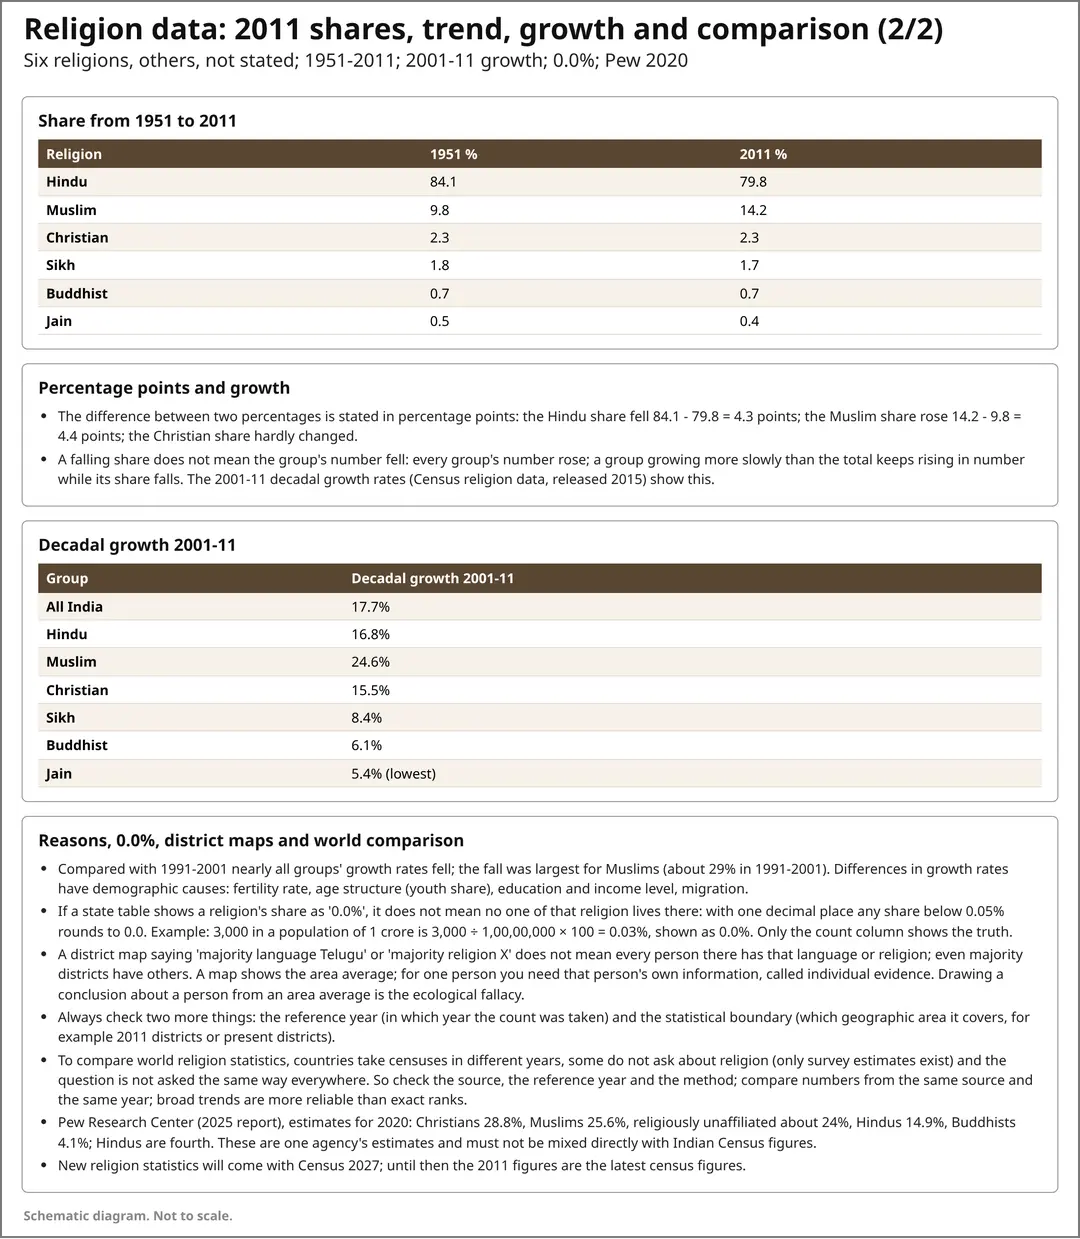 Religion data: 2011 shares, trend, growth and comparison (2/2)
Six religions, others, not stated; 1951-2011; 2001-11 growth; 0.0%; Pew 2020
Share from 1951 to 2011
Religion 1951 % 2011 %
Hindu 84.1 79.8
Muslim 9.8 14.2
Christian 2.3 2.3
Sikh 1.8 1.7
Buddhist 0.7 0.7
Jain 0.5 0.4
Percentage points and growth
• The difference between two percentages is stated in percentage points: the Hindu share fell 84.1 - 79.8 = 4.3 points; the Muslim share rose 14.2 - 9.8 =
4.4 points; the Christian share hardly changed.
• A falling share does not mean the group's number fell: every group's number rose; a group growing more slowly than the total keeps rising in number
while its share falls. The 2001-11 decadal growth rates (Census religion data, released 2015) show this.
Decadal growth 2001-11
Group Decadal growth 2001-11
All India 17.7%
Hindu 16.8%
Muslim 24.6%
Christian 15.5%
Sikh 8.4%
Buddhist 6.1%
Jain 5.4% (lowest)
Reasons, 0.0%, district maps and world comparison
• Compared with 1991-2001 nearly all groups' growth rates fell; the fall was largest for Muslims (about 29% in 1991-2001). Differences in growth rates
have demographic causes: fertility rate, age structure (youth share), education and income level, migration.
• If a state table shows a religion's share as '0.0%', it does not mean no one of that religion lives there: with one decimal place any share below 0.05%
rounds to 0.0. Example: 3,000 in a population of 1 crore is 3,000 ÷ 1,00,00,000 × 100 = 0.03%, shown as 0.0%. Only the count column shows the truth.
• A district map saying 'majority language Telugu' or 'majority religion X' does not mean every person there has that language or religion; even majority
districts have others. A map shows the area average; for one person you need that person's own information, called individual evidence. Drawing a
conclusion about a person from an area average is the ecological fallacy.
• Always check two more things: the reference year (in which year the count was taken) and the statistical boundary (which geographic area it covers, for
example 2011 districts or present districts).
• To compare world religion statistics, countries take censuses in different years, some do not ask about religion (only survey estimates exist) and the
question is not asked the same way everywhere. So check the source, the reference year and the method; compare numbers from the same source and
the same year; broad trends are more reliable than exact ranks.
• Pew Research Center (2025 report), estimates for 2020: Christians 28.8%, Muslims 25.6%, religiously unaffiliated about 24%, Hindus 14.9%, Buddhists
4.1%; Hindus are fourth. These are one agency's estimates and must not be mixed directly with Indian Census figures.
• New religion statistics will come with Census 2027; until then the 2011 figures are the latest census figures.
Schematic diagram. Not to scale.